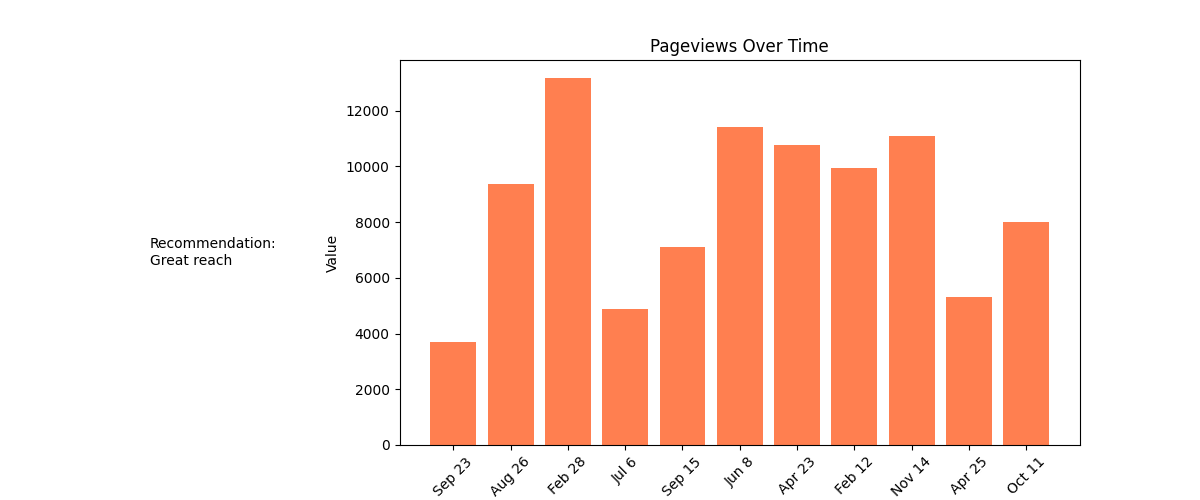 Pageviews Over Time
12000
10000
8000
6000
4000
2000
0
Value
Recommendation:
Great reach
Sep 23
Aug 26
Feb 28
Jul 6
Sep 15
Jun 8
Apr 23
Feb 12
Nov 14
Apr 25
Oct 11